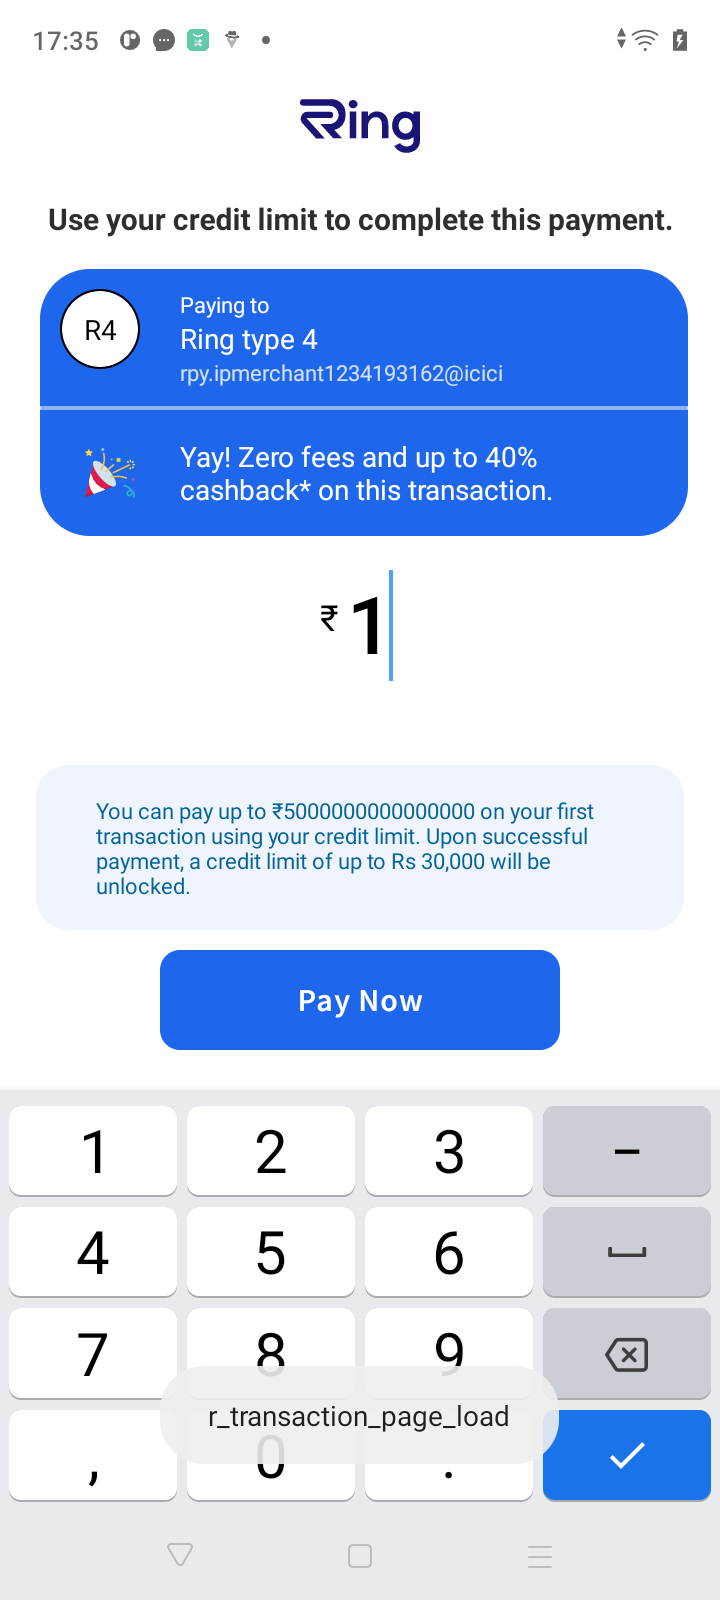 17:35
Ring
Use your credit limit to complete this payment.
R4
Paying to
Ring type 4
rpy.ipmerchant1234193162@icici
Yay! Zero fees and up to 40%
cashback* on this transaction.
₹1
You can pay up to ₹5000000000000000 on your first
transaction using your credit limit. Upon successful
payment, a credit limit of up to Rs 30,000 will be
unlocked.
Pay Now
1 2 3 –
4 5 6
7 8 9
r_transaction_page_load
, 0 .